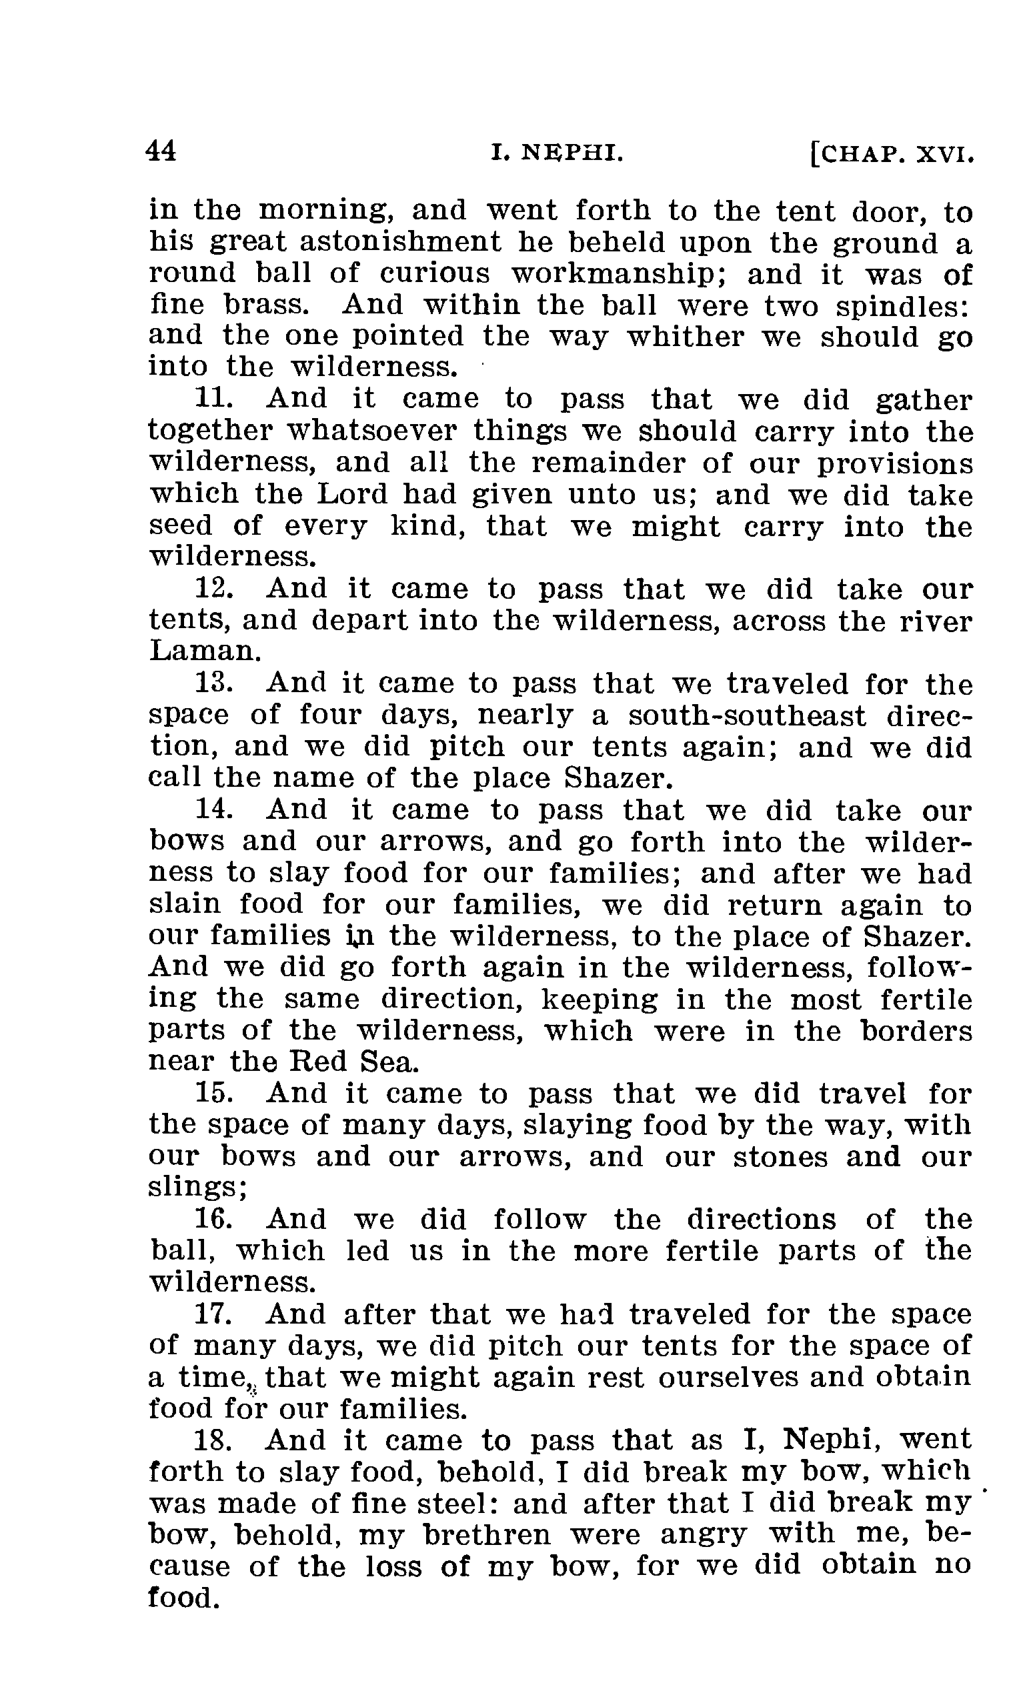 44 I. NEPHI. [CHAP. XVI.
in the morning, and went forth to the tent door, to
his great astonishment he beheld upon the ground a
round ball of curious workmanship; and it was of
fine brass. And within the ball were two spindles:
and the one pointed the way whither we should go
into the wilderness.
11. And it came to pass that we did gather
together whatsoever things we should carry into the
wilderness, and all the remainder of our provisions
which the Lord had given unto us; and we did take
seed of every kind, that we might carry into the
wilderness.
12. And it came to pass that we did take our
tents, and depart into the wilderness, across the river
Laman.
13. And it came to pass that we traveled for the
space of four days, nearly a south-southeast direc-
tion, and we did pitch our tents again; and we did
call the name of the place Shazer.
14. And it came to pass that we did take our
bows and our arrows, and go forth into the wilder-
ness to slay food for our families; and after we had
slain food for our families, we did return again to
our families in the wilderness, to the place of Shazer.
And we did go forth again in the wilderness, follow-
ing the same direction, keeping in the most fertile
parts of the wilderness, which were in the borders
near the Red Sea.
15. And it came to pass that we did travel for
the space of many days, slaying food by the way, with
our bows and our arrows, and our stones and our
slings;
16. And we did follow the directions of the
ball, which led us in the more fertile parts of the
wilderness.
17. And after that we had traveled for the space
of many days, we did pitch our tents for the space of
a time, that we might again rest ourselves and obtain
food for our families.
18. And it came to pass that as I, Nephi, went
forth to slay food, behold, I did break my bow, which
was made of fine steel: and after that I did break my
bow, behold, my brethren were angry with me, be-
cause of the loss of my bow, for we did obtain no
food.